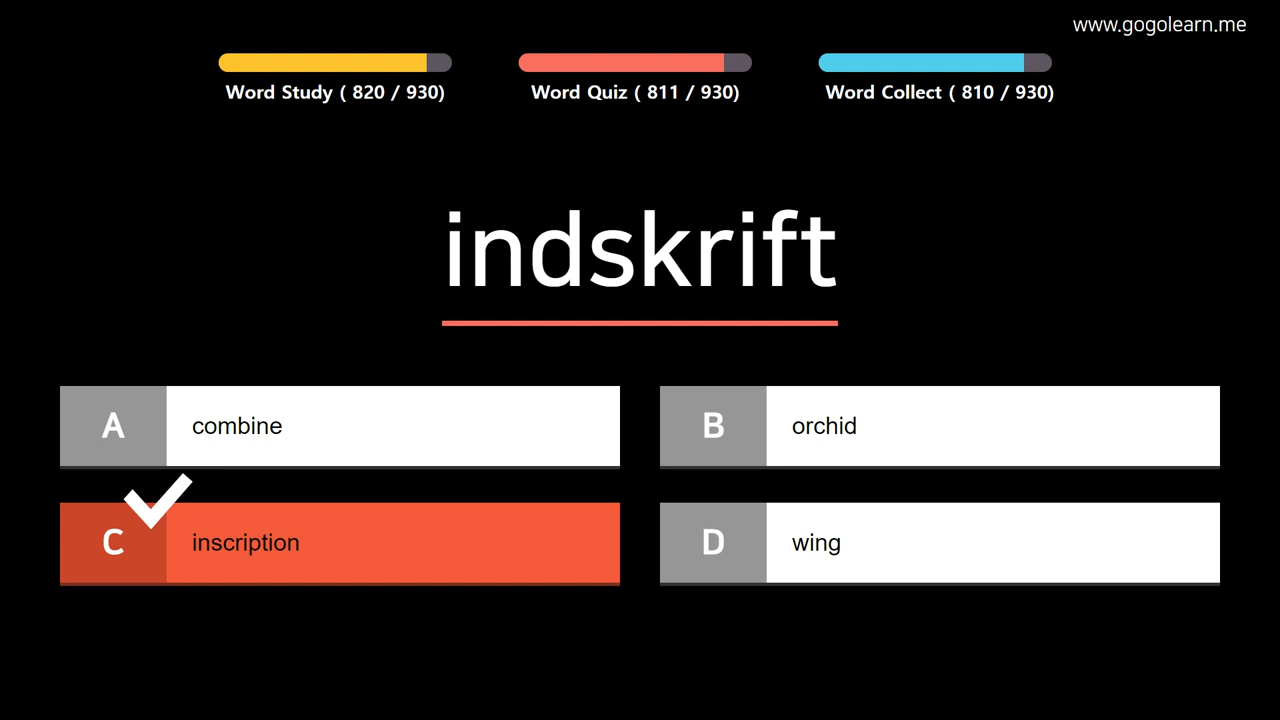 www.gogolearn.me
Word Study ( 820 / 930)
Word Quiz ( 811 / 930)
Word Collect ( 810 / 930)
indskrift
A combine
B orchid
C inscription
D wing